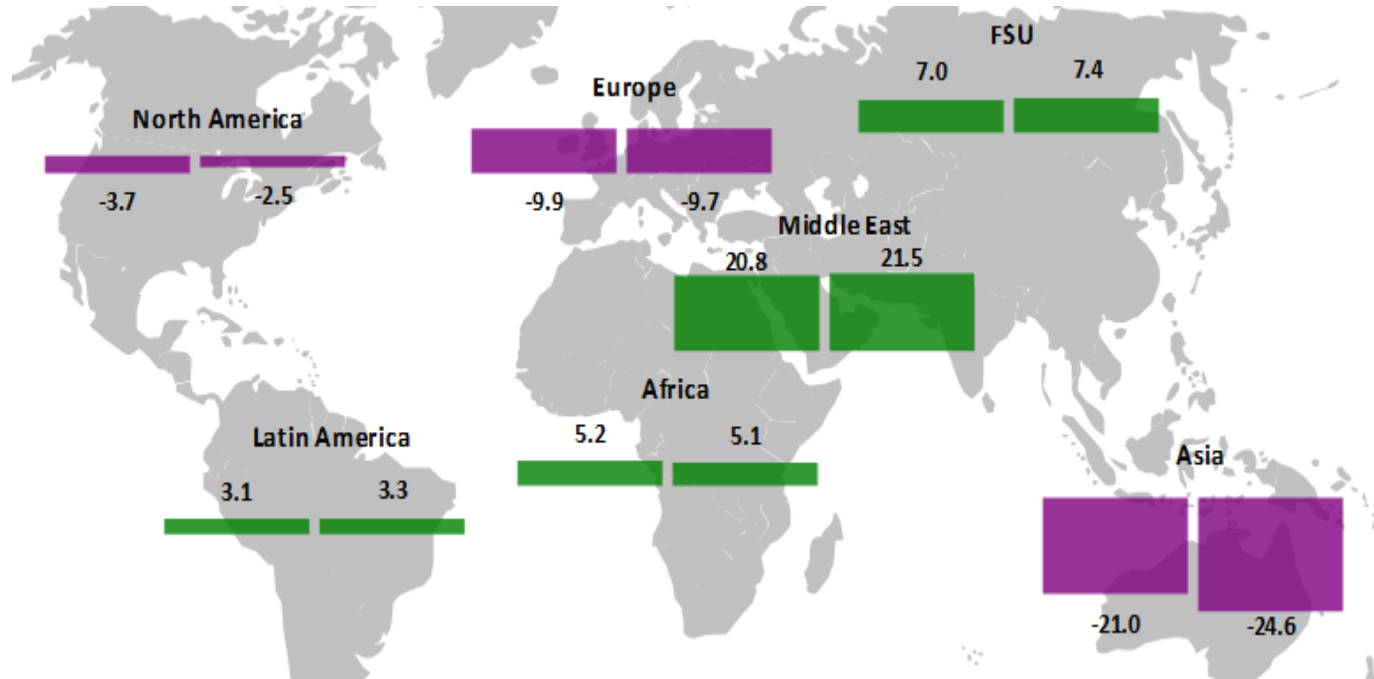 FSU
7.0 7.4
Europe
North America
-3.7 -2.5
-9.9 -9.7
Middle East
20.8 21.5
Africa
5.2 5.1
Latin America
3.1 3.3
Asia
-21.0 -24.6